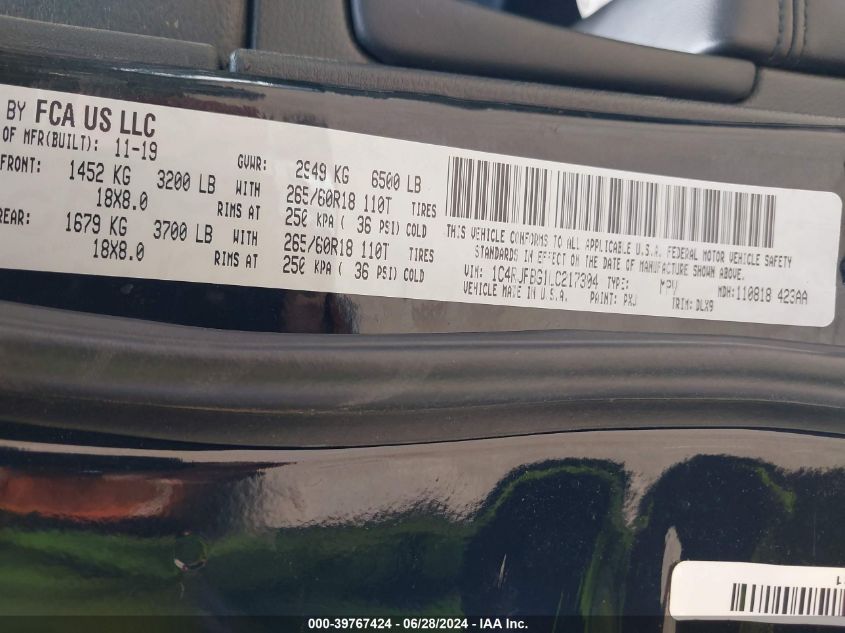 BY FCA US LLC
OF MFR(BUILT): 11-19
GVWR: 2949 KG 6500 LB
FRONT: 1452 KG 3200 LB WITH 265/60R18 110T TIRES
18X8.0 RIMS AT 250 KPA ( 36 PSI) COLD
REAR: 1679 KG 3700 LB WITH 265/60R18 110T TIRES
18X8.0 RIMS AT 250 KPA ( 36 PSI) COLD
THIS VEHICLE CONFORMS TO ALL APPLICABLE U.S.A. FEDERAL MOTOR VEHICLE SAFETY
STANDARDS IN EFFECT ON THE DATE OF MANUFACTURE SHOWN ABOVE.
VIN: 1C4RJFBG1LC217304 TYPE: MPV MDH:110818 423AA
VEHICLE MADE IN U.S.A. PAINT: PXJ TRIM: DLX9
000-39767424 / 06/28/2024 - IAA Inc.